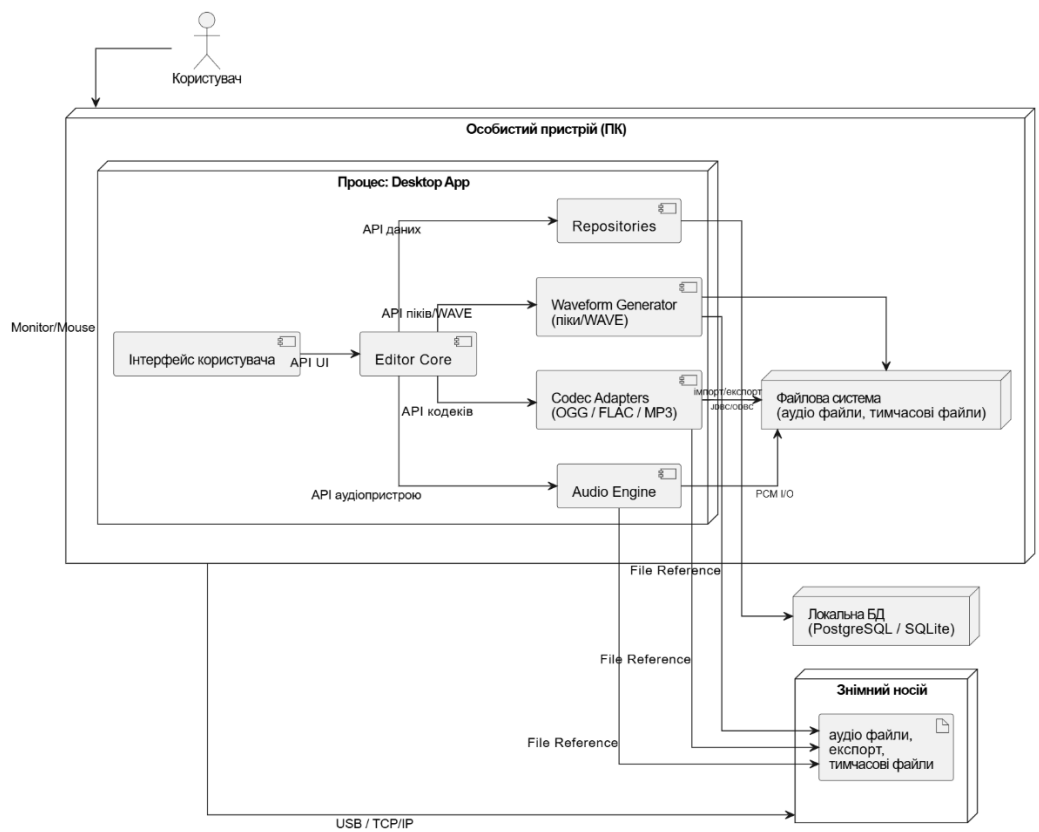 Користувач
Особистий пристрій (ПК)
Процес: Desktop App
Repositories
API даних
Waveform Generator
(піки/WAVE)
API піків/WAVE
Monitor/Mouse
Інтерфейс користувача
API UI
Editor Core
Codec Adapters
(OGG / FLAC / MP3)
API кодеків
імпорт/експорт
JDBC/ODBC
Файлова система
(аудіо файли, тимчасові файли)
Audio Engine
API аудіопристрою
PCM I/O
File Reference
Локальна БД
(PostgreSQL / SQLite)
File Reference
Знімний носій
аудіо файли,
експорт,
тимчасові файли
File Reference
USB / TCP/IP